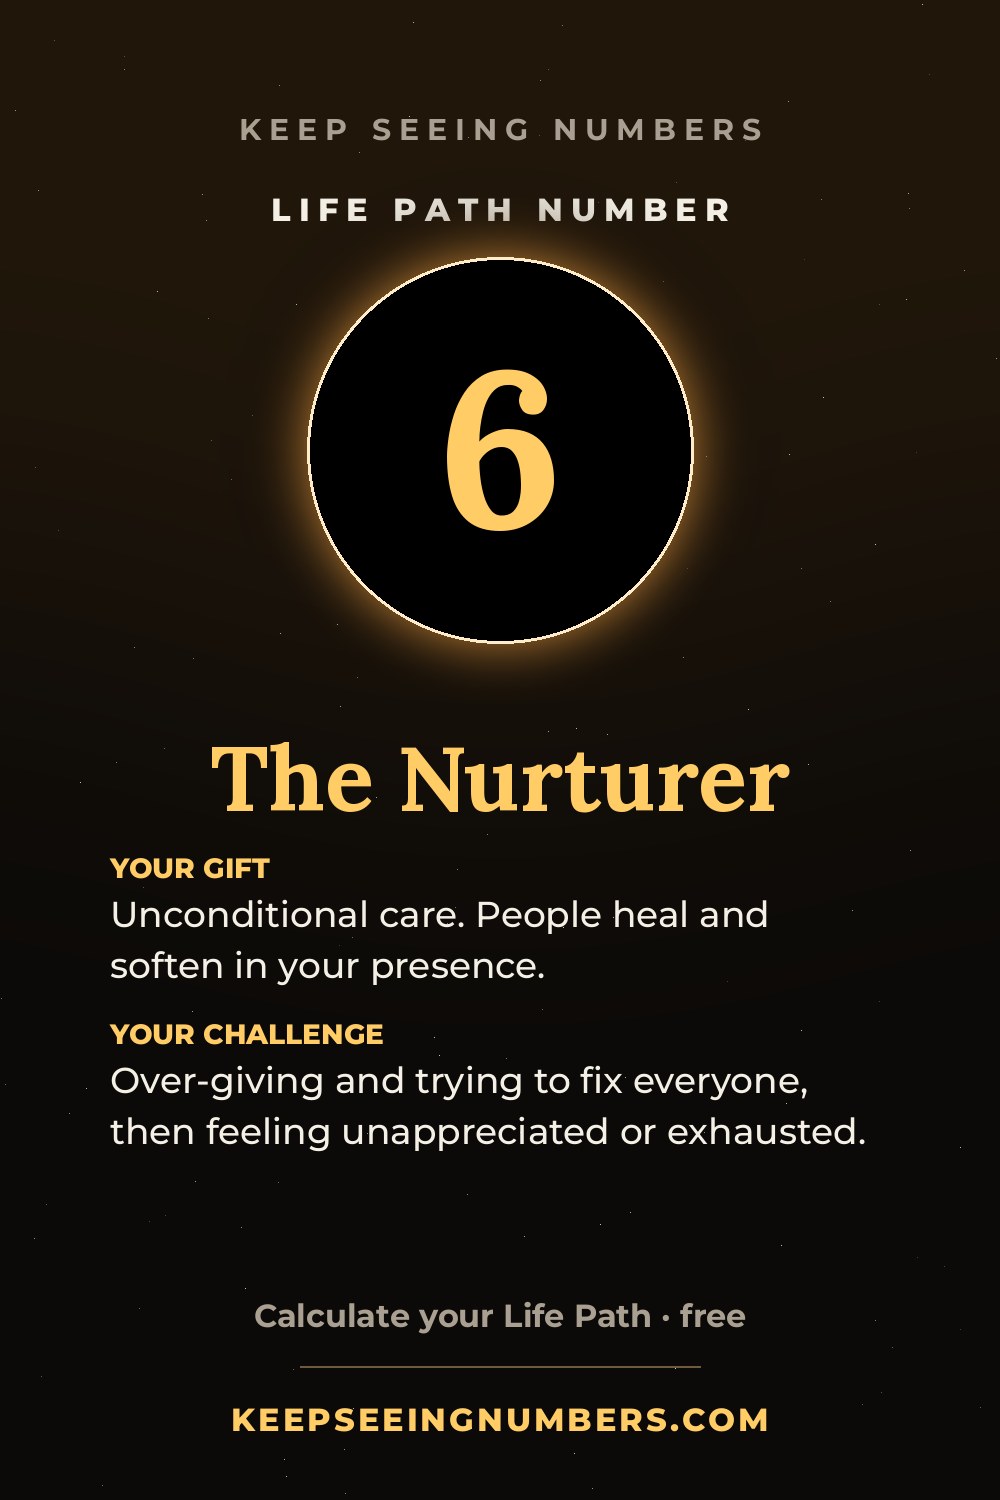 KEEP SEEING NUMBERS
LIFE PATH NUMBER
6
The Nurturer
YOUR GIFT
Unconditional care. People heal and
soften in your presence.
YOUR CHALLENGE
Over-giving and trying to fix everyone,
then feeling unappreciated or exhausted.
Calculate your Life Path · free
KEEPSEEINGNUMBERS.COM